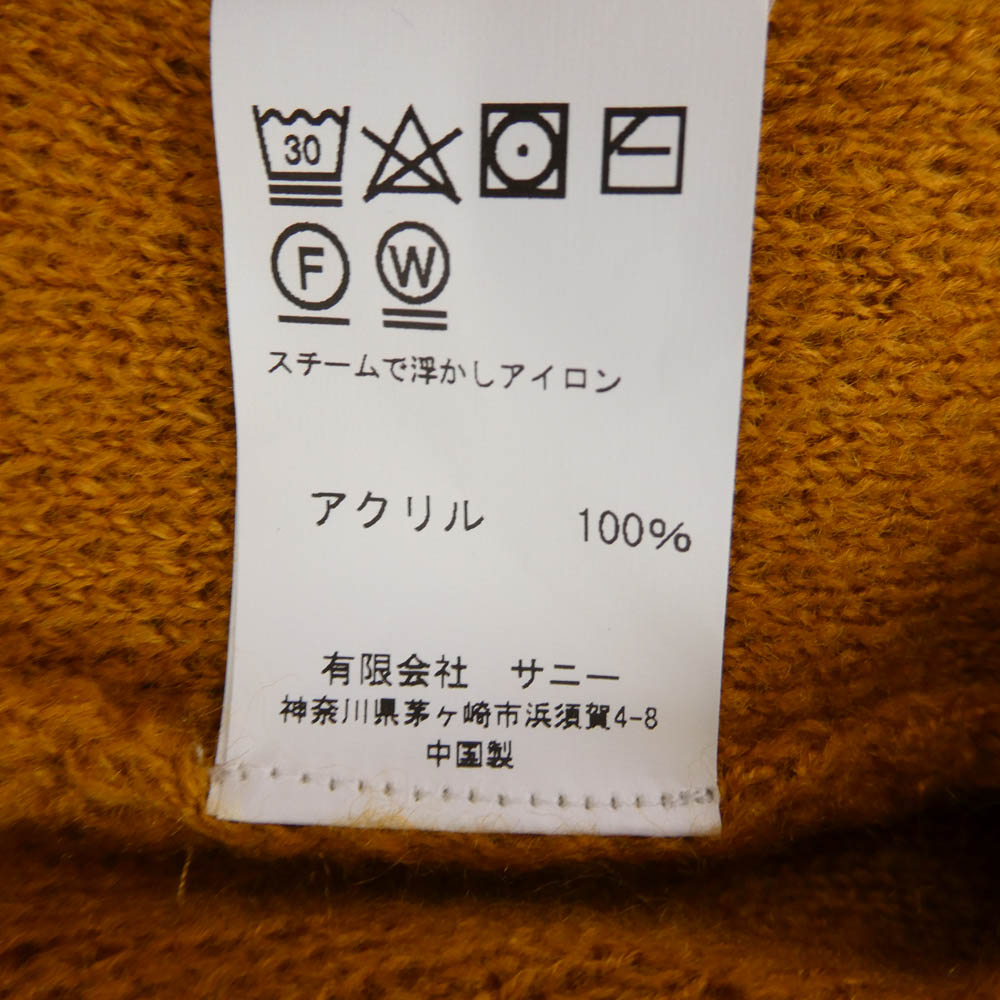 30
F W
スチームで浮かしアイロン
アクリル 100%
有限会社 サニー
神奈川県茅ヶ崎市浜須賀4-8
中国製